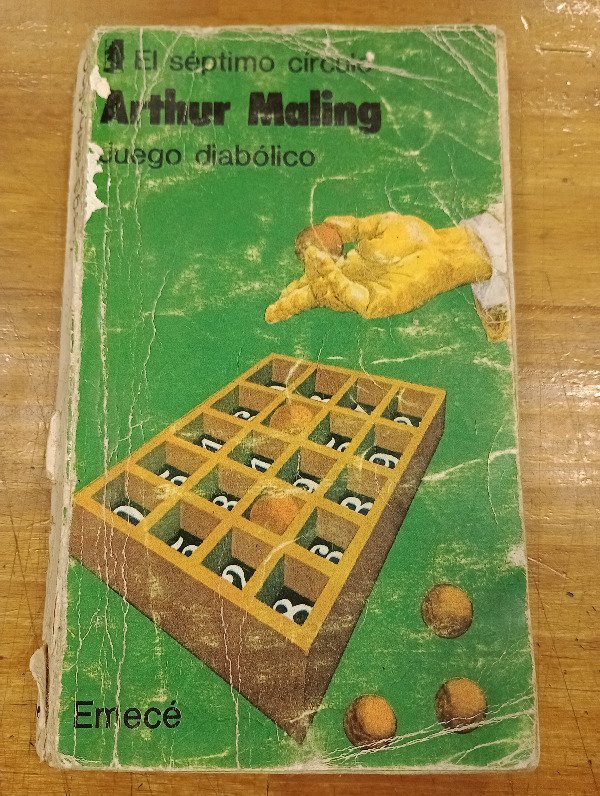 El séptimo círculo
Arthur Maling
Juego diabólico
Emecé